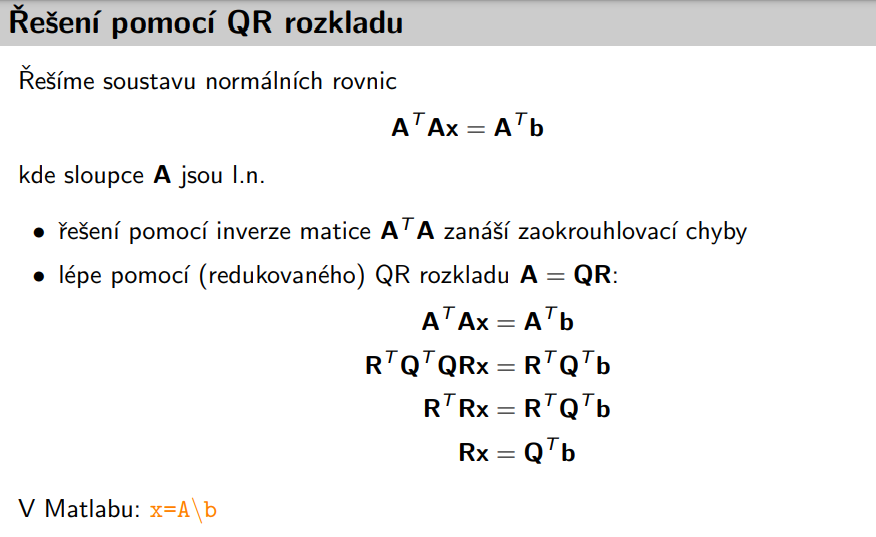 Řešení pomocí QR rozkladu
Řešíme soustavu normálních rovnic
AᵀAx = Aᵀb
kde sloupce A jsou l.n.
• řešení pomocí inverze matice AᵀA zanáší zaokrouhlovací chyby
• lépe pomocí (redukovaného) QR rozkladu A = QR:
AᵀAx = Aᵀb
RᵀQᵀQRx = RᵀQᵀb
RᵀRx = RᵀQᵀb
Rx = Qᵀb
V Matlabu: x=A\b